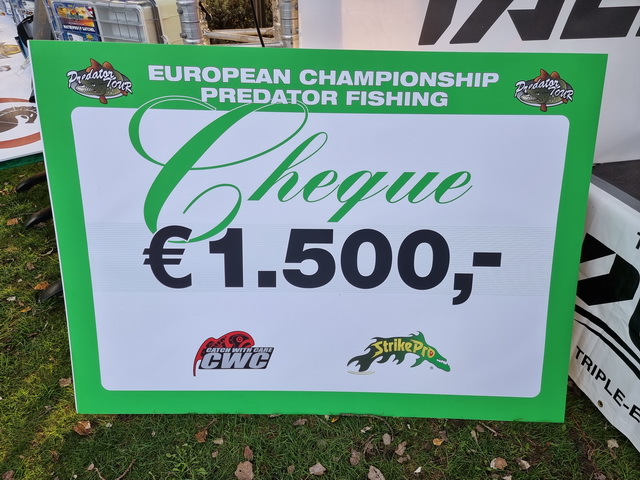 Predator
TOUR
EUROPEAN CHAMPIONSHIP
PREDATOR FISHING
Predator
TOUR
Cheque
€ 1.500,-
CATCH WITH CARE
CWC
StrikePro
TRIPLE-E